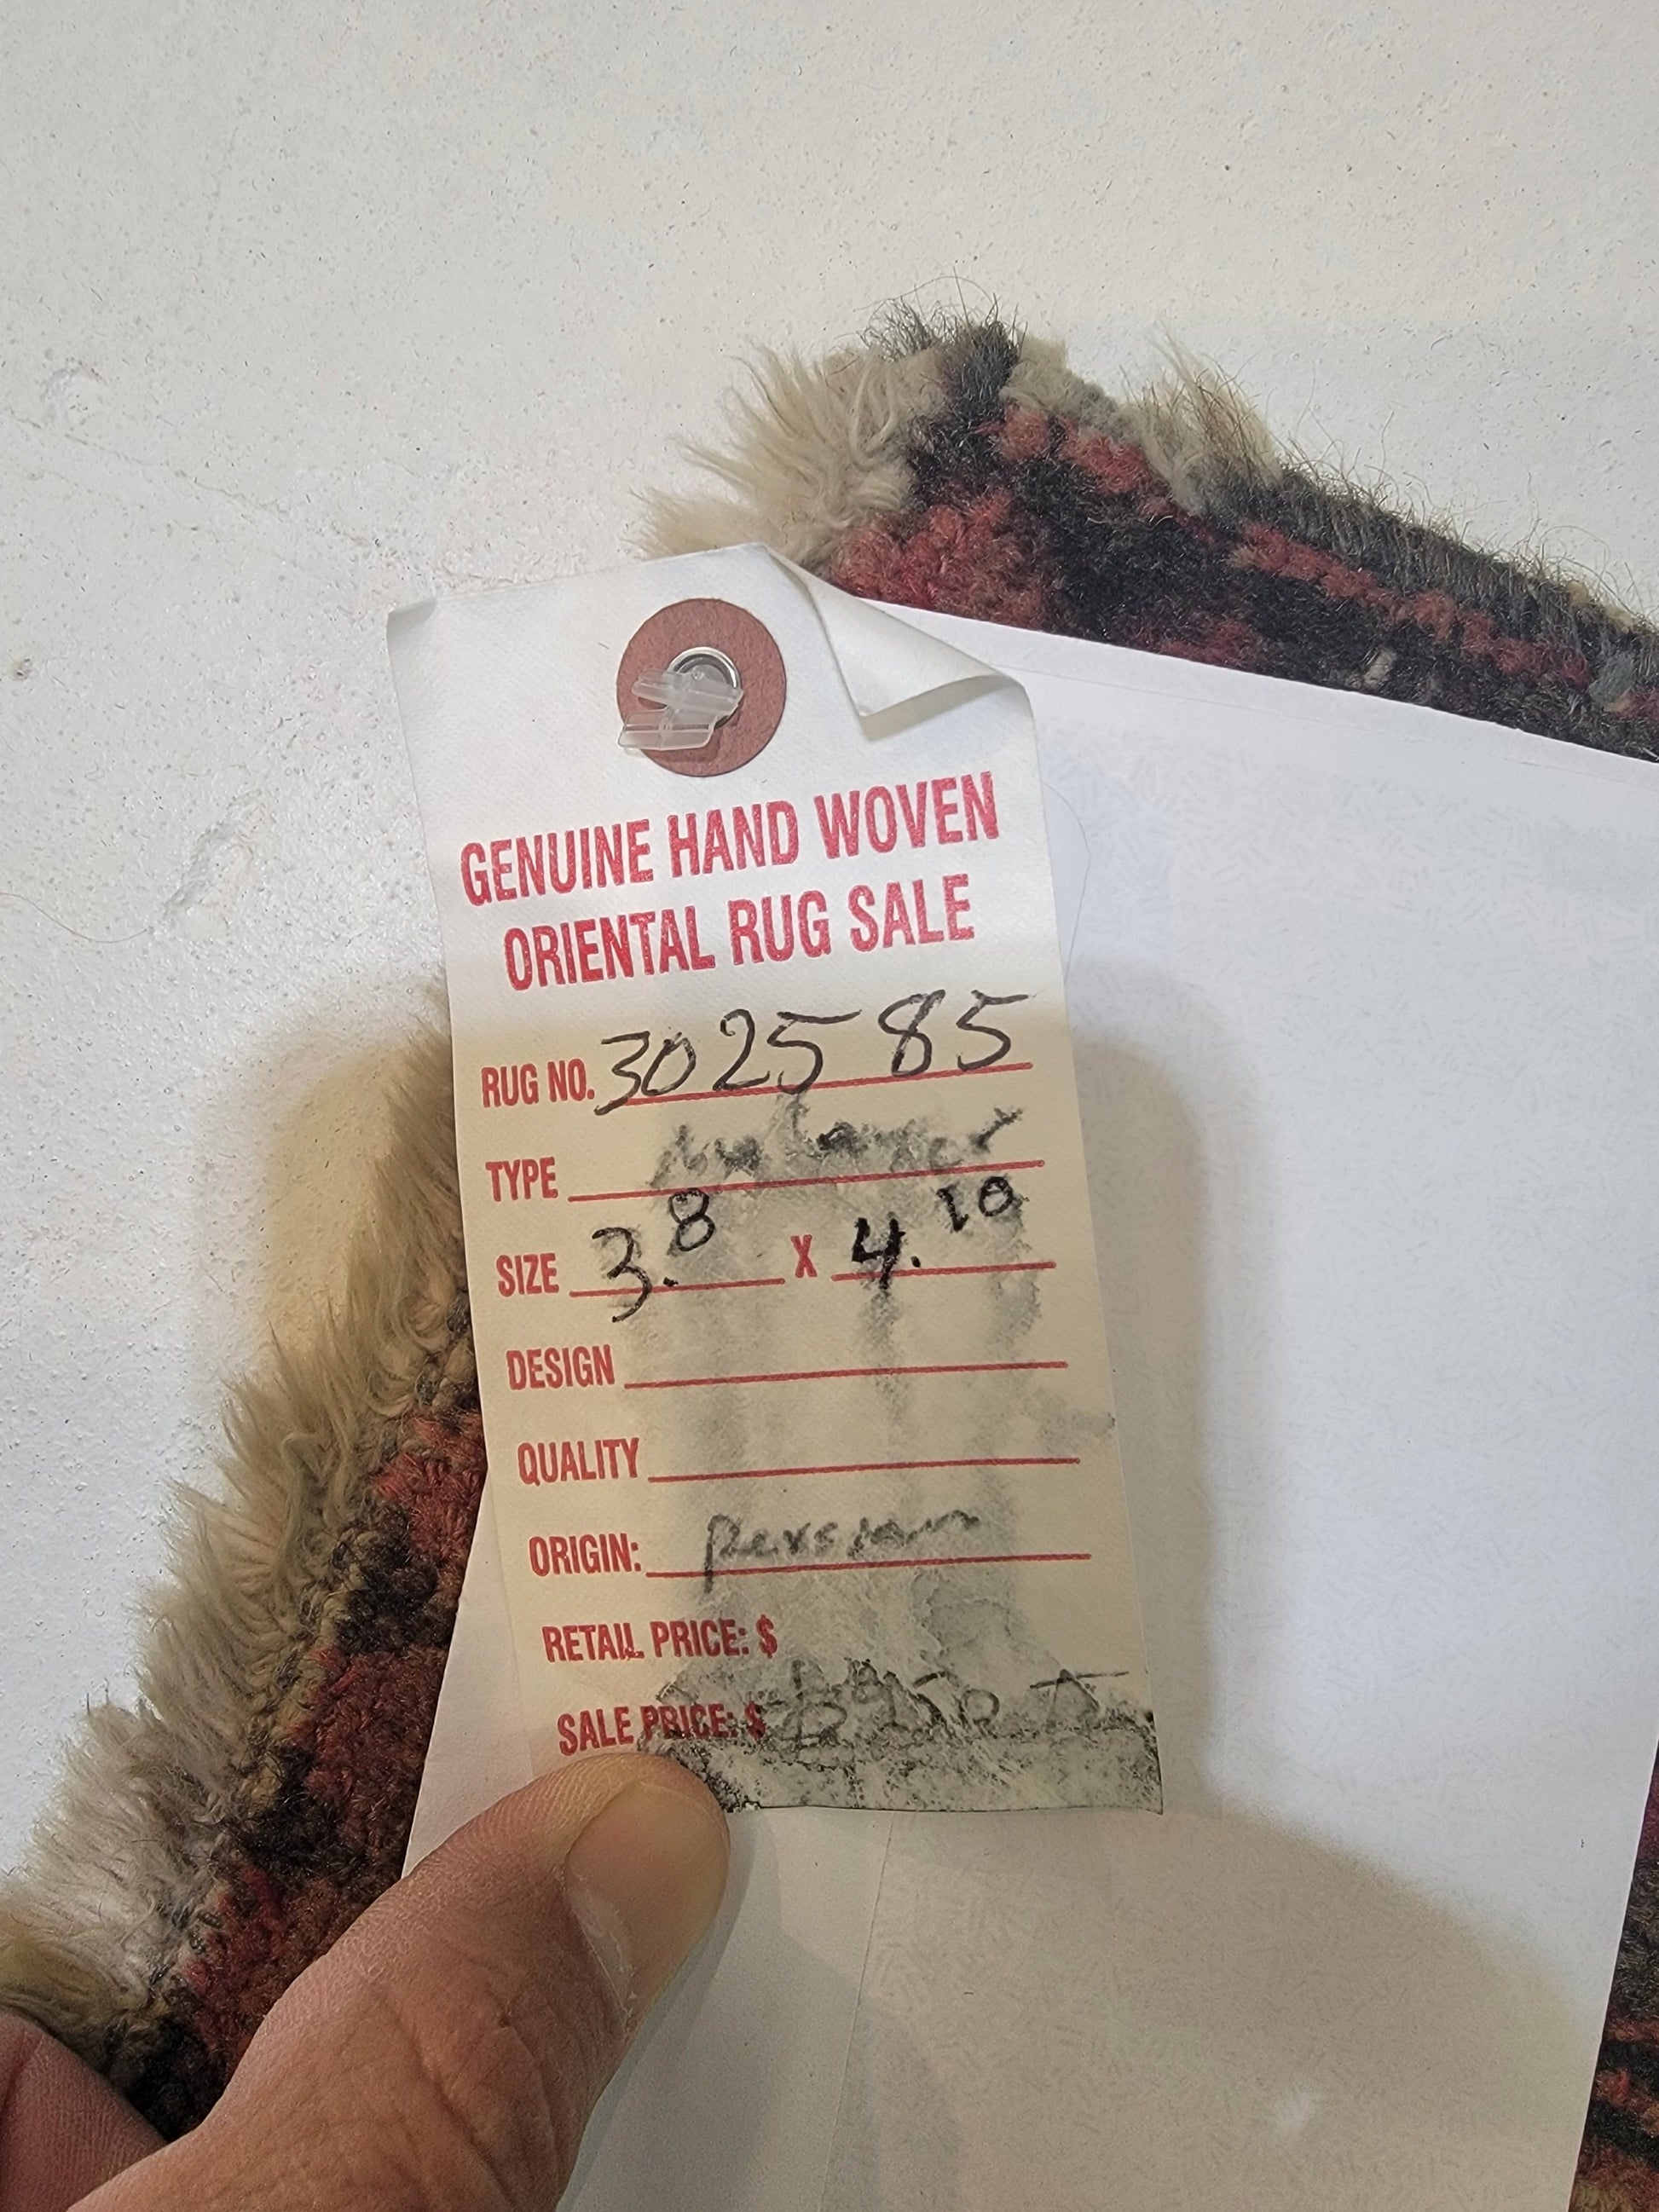 GENUINE HAND WOVEN
ORIENTAL RUG SALE
RUG NO. 302585
TYPE
SIZE 3.8 X 4.10
DESIGN
QUALITY
ORIGIN: persian
RETAIL PRICE: $
SALE PRICE: $